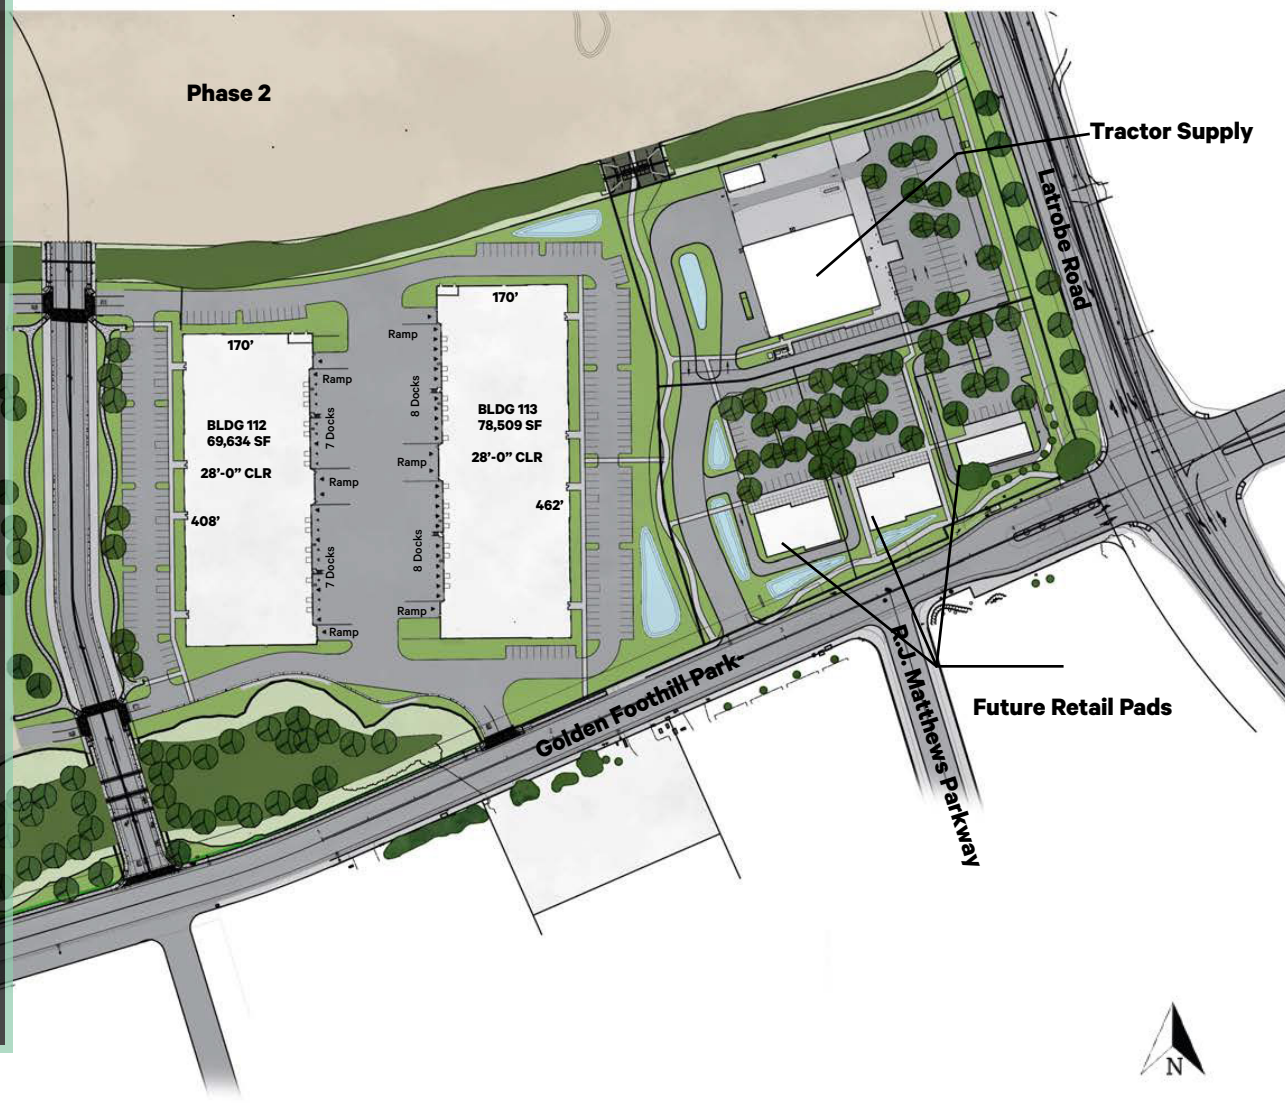 Phase 2
Tractor Supply
Latrobe Road
170’
Ramp
170’
Ramp
8 Docks
7 Docks
BLDG 112
69,634 SF
28’-0” CLR
BLDG 113
78,509 SF
28’-0” CLR
Ramp
Ramp
462’
408’
8 Docks
7 Docks
Ramp
Ramp
Golden Foothill Park-
R.J. Matthews Parkway
Future Retail Pads
N